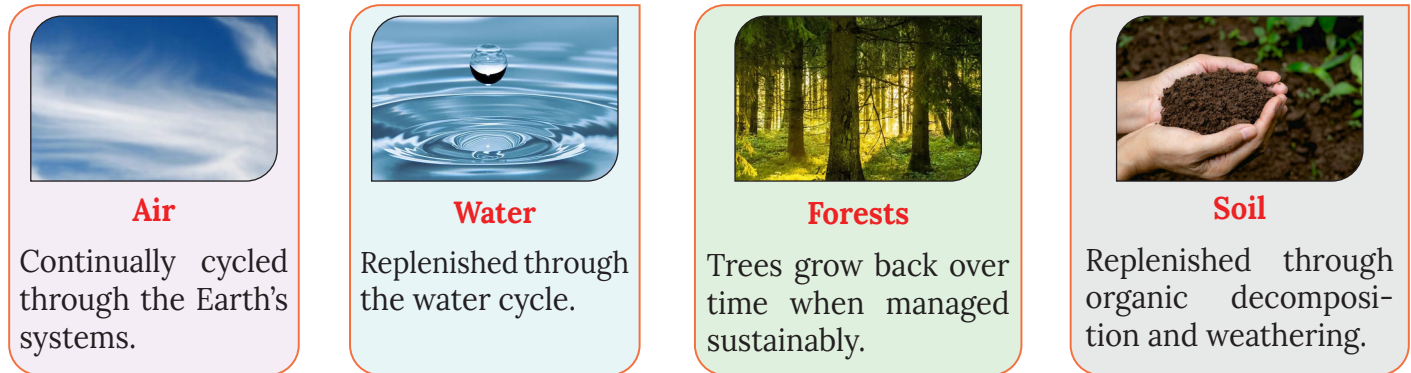 Air
Continually cycled
through the Earth's
systems.
Water
Replenished through
the water cycle.
Forests
Trees grow back over
time when managed
sustainably.
Soil
Replenished through
organic decomposi-
tion and weathering.